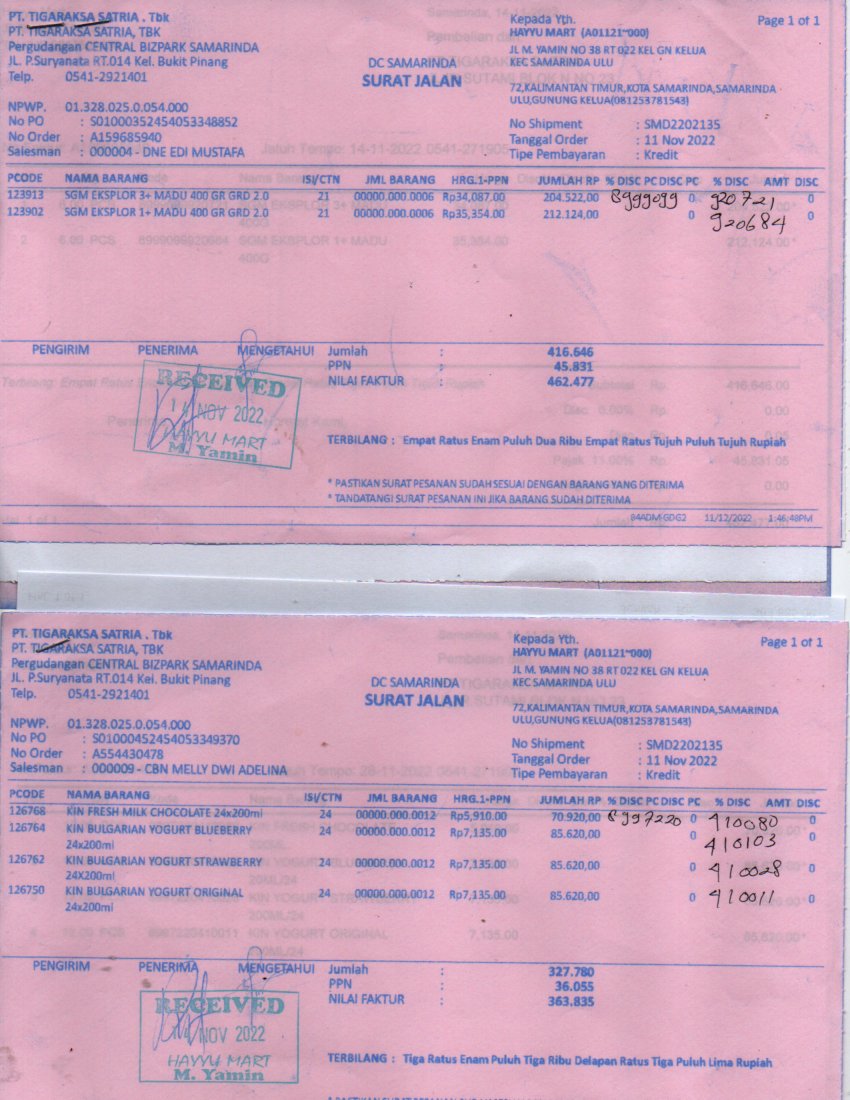 PT. TIGARAKSA SATRIA . Tbk
PT. TIGARAKSA SATRIA, TBK
Pergudangan CENTRAL BIZPARK SAMARINDA
JL. P.Suryanata RT.014 Kel. Bukit Pinang
Telp. 0541-2921401
DC SAMARINDA
SURAT JALAN
Kepada Yth.
HAYYU MART (A01121~000)
JL M. YAMIN NO 38 RT 022 KEL GN KELUA
KEC SAMARINDA ULU
72,KALIMANTAN TIMUR,KOTA SAMARINDA,SAMARINDA
ULU,GUNUNG KELUA(081253781543)
Page 1 of 1
NPWP. 01.328.025.0.054.000
No PO : SO1000352454053348852
No Order : A159685940
Salesman : 000004 - DNE EDI MUSTAFA
No Shipment : SMD2202135
Tanggal Order : 11 Nov 2022
Tipe Pembayaran : Kredit
PCODE NAMA BARANG ISI/CTN JML BARANG HRG.1-PPN JUMLAH RP % DISC PC DISC PC % DISC AMT DISC
123913 SGM EKSPLOR 3+ MADU 400 GR GRD 2.0 21 00000.000.0006 Rp34,087.00 204.522,00 8999099 0 920721 0
123902 SGM EKSPLOR 1+ MADU 400 GR GRD 2.0 21 00000.000.0006 Rp35,354.00 212.124,00 0 920684 0
PENGIRIM PENERIMA MENGETAHUI
Jumlah : 416.646
PPN : 45.831
NILAI FAKTUR : 462.477
RECEIVED
14 NOV 2022
HAYYU MART
M. Yamin
TERBILANG : Empat Ratus Enam Puluh Dua Ribu Empat Ratus Tujuh Puluh Tujuh Rupiah
* PASTIKAN SURAT PESANAN SUDAH SESUAI DENGAN BARANG YANG DITERIMA
* TANDATANGI SURAT PESANAN INI JIKA BARANG SUDAH DITERIMA
84ADM-GDG2 11/12/2022 1:46:48PM
PT. TIGARAKSA SATRIA . Tbk
PT. TIGARAKSA SATRIA, TBK
Pergudangan CENTRAL BIZPARK SAMARINDA
JL. P.Suryanata RT.014 Kel. Bukit Pinang
Telp. 0541-2921401
DC SAMARINDA
SURAT JALAN
Kepada Yth.
HAYYU MART (A01121~000)
JL M. YAMIN NO 38 RT 022 KEL GN KELUA
KEC SAMARINDA ULU
72,KALIMANTAN TIMUR,KOTA SAMARINDA,SAMARINDA
ULU,GUNUNG KELUA(081253781543)
Page 1 of 1
NPWP. 01.328.025.0.054.000
No PO : SO1000452454053349370
No Order : A554430478
Salesman : 000009 - CBN MELLY DWI ADELINA
No Shipment : SMD2202135
Tanggal Order : 11 Nov 2022
Tipe Pembayaran : Kredit
PCODE NAMA BARANG ISI/CTN JML BARANG HRG.1-PPN JUMLAH RP % DISC PC DISC PC % DISC AMT DISC
126768 KIN FRESH MILK CHOCOLATE 24x200ml 24 00000.000.0012 Rp5,910.00 70.920,00 8997220 0 410080 0
126764 KIN BULGARIAN YOGURT BLUEBERRY 24 00000.000.0012 Rp7,135.00 85.620,00 0 410103 0
24x200ml
126762 KIN BULGARIAN YOGURT STRAWBERRY 24 00000.000.0012 Rp7,135.00 85.620,00 0 410028 0
24X200ml
126750 KIN BULGARIAN YOGURT ORIGINAL 24 00000.000.0012 Rp7,135.00 85.620,00 0 410011 0
24x200ml
PENGIRIM PENERIMA MENGETAHUI
Jumlah : 327.780
PPN : 36.055
NILAI FAKTUR : 363.835
RECEIVED
14 NOV 2022
HAYYU MART
M. Yamin
TERBILANG : Tiga Ratus Enam Puluh Tiga Ribu Delapan Ratus Tiga Puluh Lima Rupiah